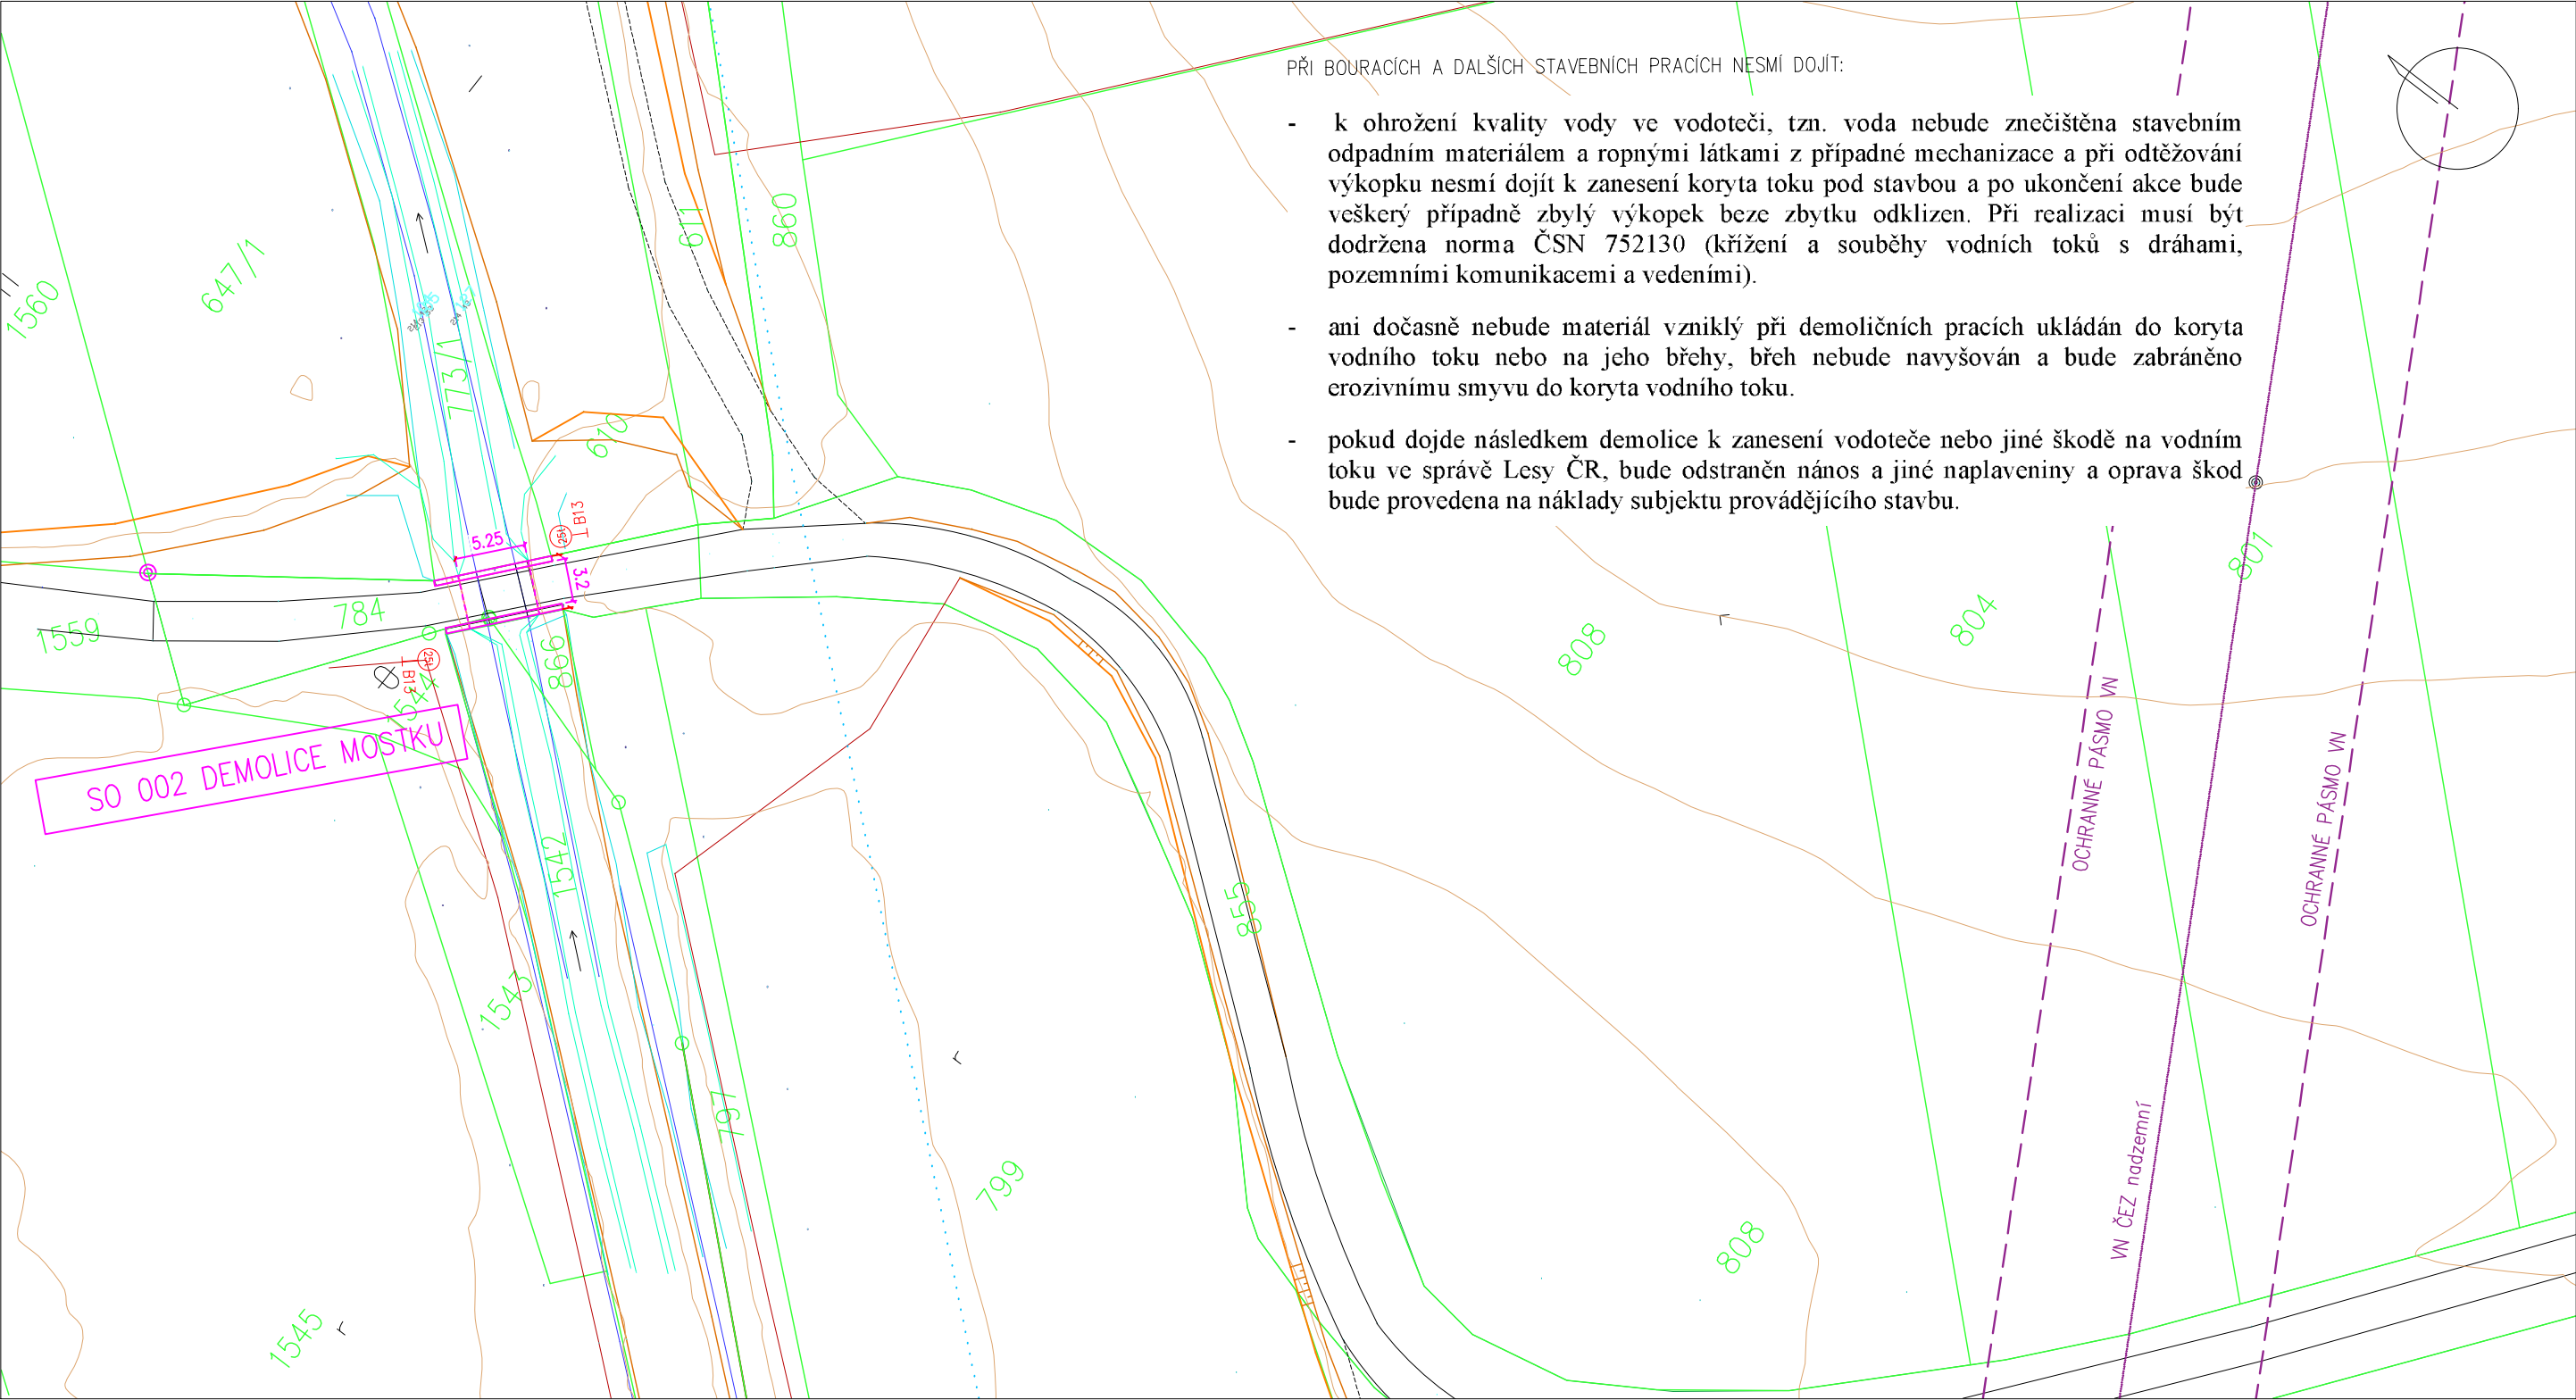 PŘI BOURACÍCH A DALŠÍCH STAVEBNÍCH PRACÍCH NESMÍ DOJÍT:
- k ohrožení kvality vody ve vodoteči, tzn. voda nebude znečištěna stavebním
odpadním materiálem a ropnými látkami z případné mechanizace a při odtěžování
výkopku nesmí dojít k zanesení koryta toku pod stavbou a po ukončení akce bude
veškerý případně zbylý výkopek beze zbytku odklizen. Při realizaci musí být
dodržena norma ČSN 752130 (křížení a souběhy vodních toků s dráhami,
pozemními komunikacemi a vedeními).
- ani dočasně nebude materiál vzniklý při demoličních pracích ukládán do koryta
vodního toku nebo na jeho břehy, břeh nebude navyšován a bude zabráněno
erozivnímu smyvu do koryta vodního toku.
- pokud dojde následkem demolice k zanesení vodoteče nebo jiné škodě na vodním
toku ve správě Lesy ČR, bude odstraněn nános a jiné naplaveniny a oprava škod
bude provedena na náklady subjektu provádějícího stavbu.
1560
647/1
611
860
773/1
610
5.25
25t
B13
3.2
1559
784
866
25t
B13
1544
SO 002 DEMOLICE MOSTKU
1542
1543
855
797
799
1545
808
804
801
808
OCHRANNÉ PÁSMO VN
OCHRANNÉ PÁSMO VN
VN ČEZ nadzemní